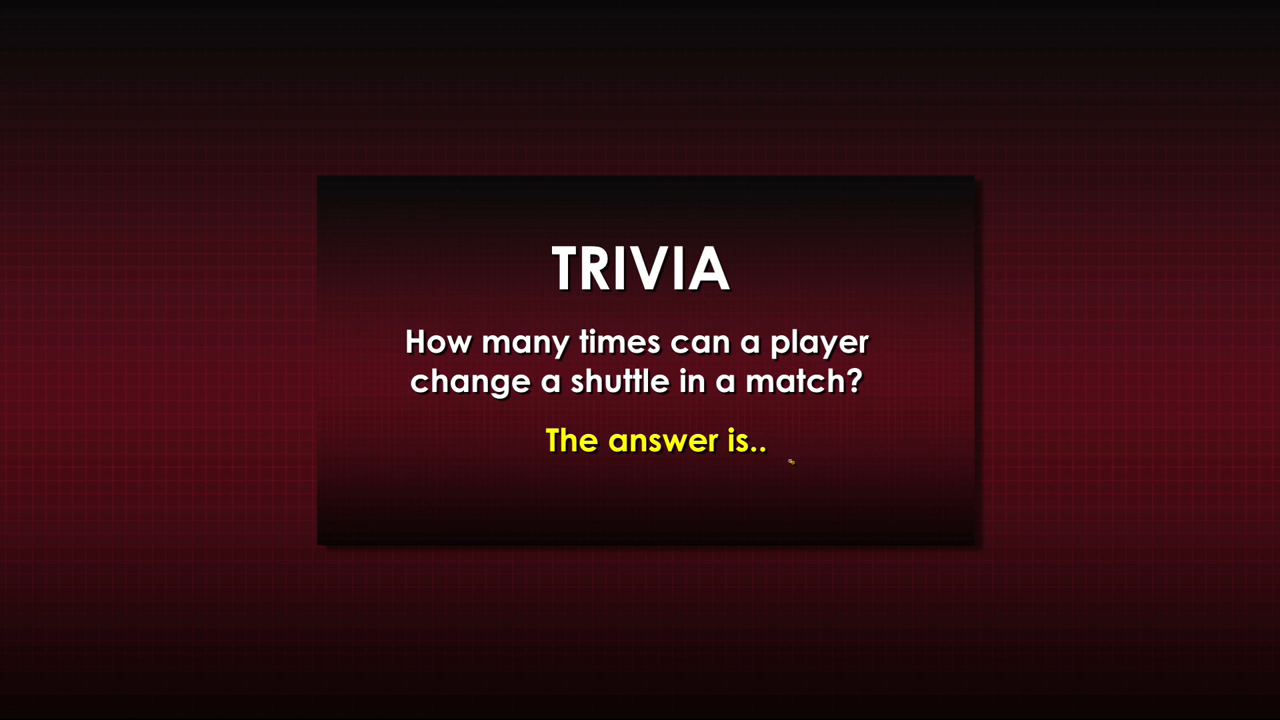 TRIVIA
How many times can a player
change a shuttle in a match?
The answer is..